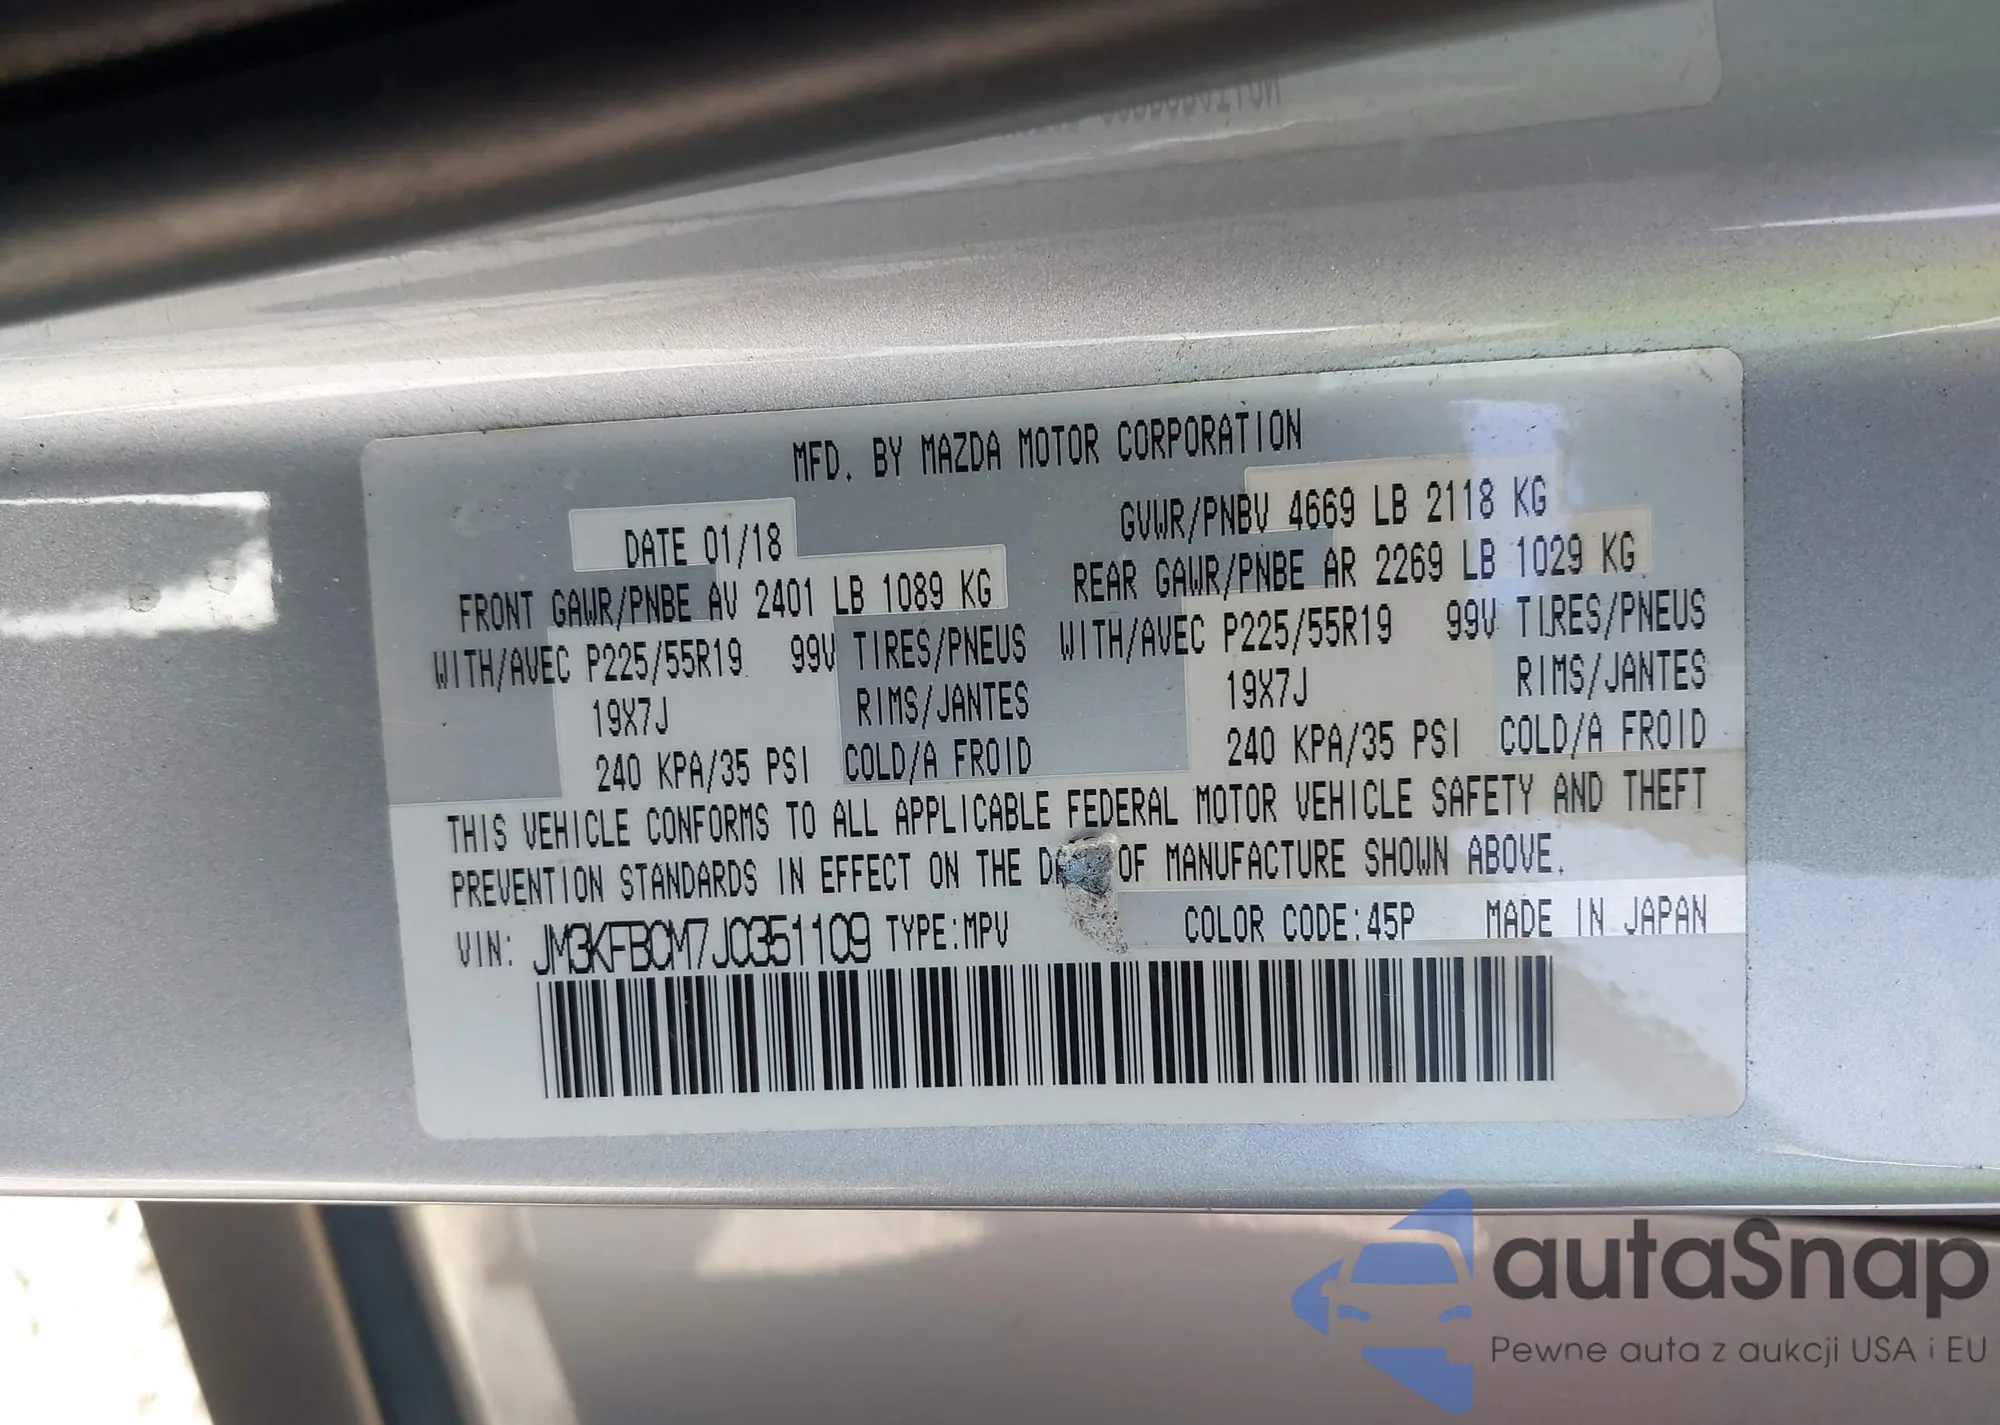 MFD. BY MAZDA MOTOR CORPORATION
DATE 01/18
GVWR/PNBV 4669 LB 2118 KG
FRONT GAWR/PNBE AV 2401 LB 1089 KG
REAR GAWR/PNBE AR 2269 LB 1029 KG
WITH/AVEC P225/55R19 99V TIRES/PNEUS
WITH/AVEC P225/55R19 99V TIRES/PNEUS
19X7J RIMS/JANTES
19X7J RIMS/JANTES
240 KPA/35 PSI COLD/A FROID
240 KPA/35 PSI COLD/A FROID
THIS VEHICLE CONFORMS TO ALL APPLICABLE FEDERAL MOTOR VEHICLE SAFETY AND THEFT
PREVENTION STANDARDS IN EFFECT ON THE OF MANUFACTURE SHOWN ABOVE.
VIN: JM3KFBCM7J0351109 TYPE:MPV COLOR CODE:45P MADE IN JAPAN
autaSnap
Pewne auta z aukcji USA i EU